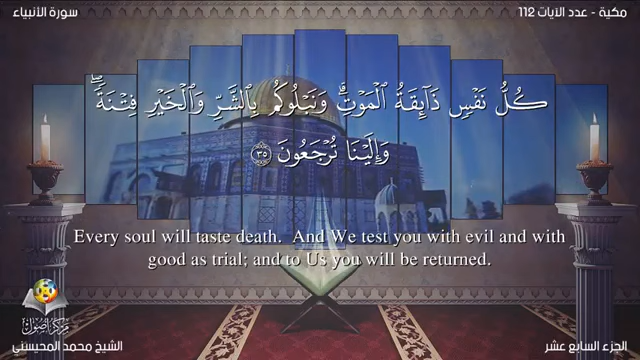 مكية - عدد الآيات 112
سورة الأنبياء
كُلُّ نَفْسٍ ذَآئِقَةُ ٱلْمَوْتِ ۗ وَنَبْلُوكُم بِٱلشَّرِّ وَٱلْخَيْرِ فِتْنَةً ۖ
وَإِلَيْنَا تُرْجَعُونَ ٣٥
Every soul will taste death. And We test you with evil and with
good as trial; and to Us you will be returned.
مركز أصول
الجزء السابع عشر
الشيخ محمد المحيسني